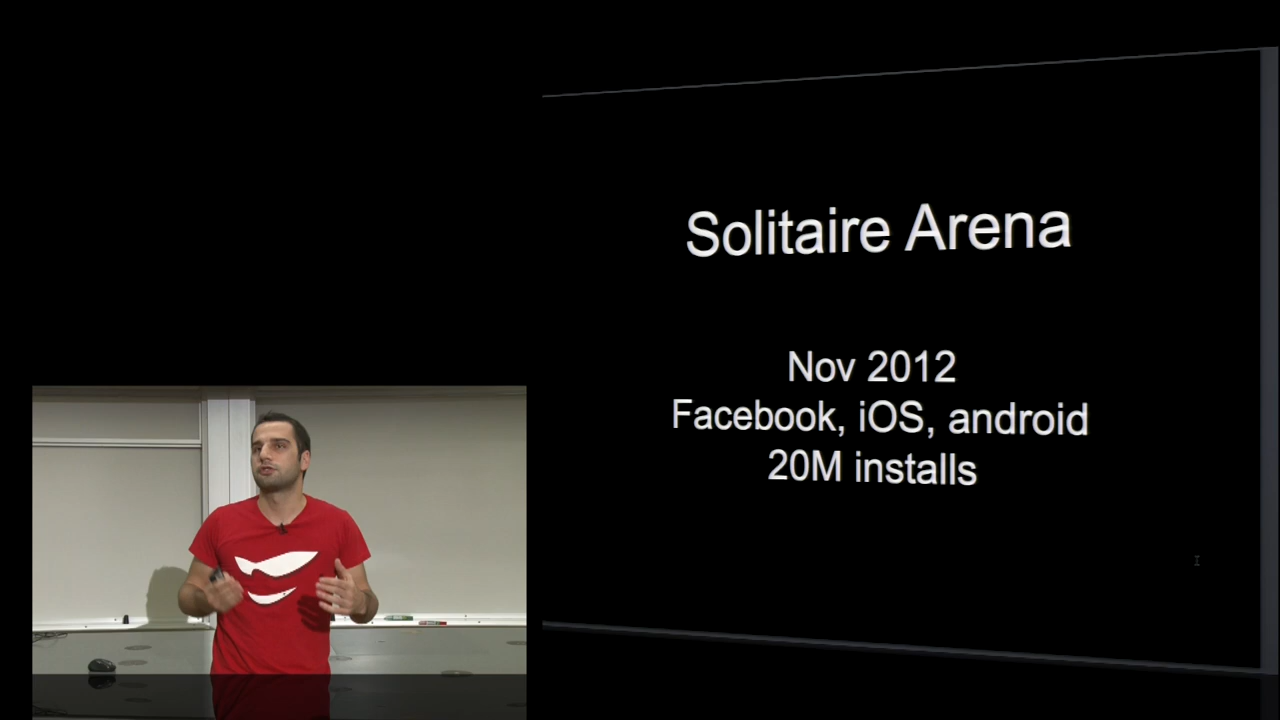 Solitaire Arena
Nov 2012
Facebook, iOS, android
20M installs